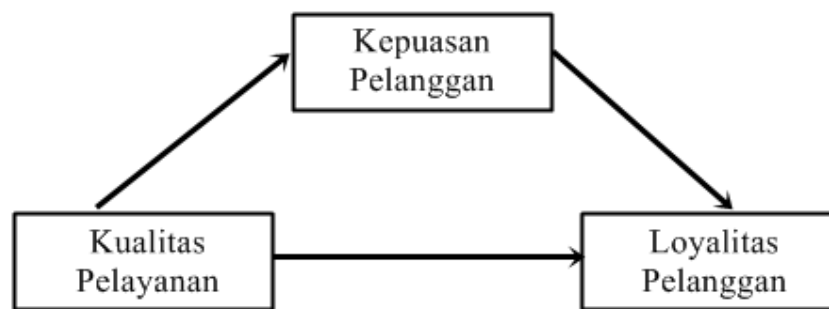 Kepuasan
Pelanggan
Kualitas
Pelayanan
Loyalitas
Pelanggan